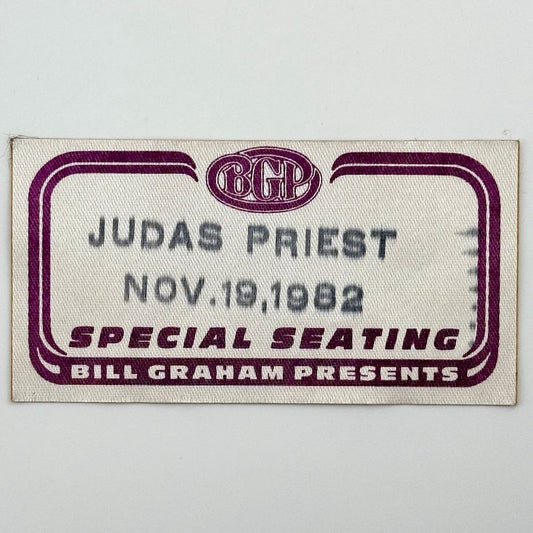 BGP
JUDAS PRIEST
NOV.19,1982
SPECIAL SEATING
BILL GRAHAM PRESENTS